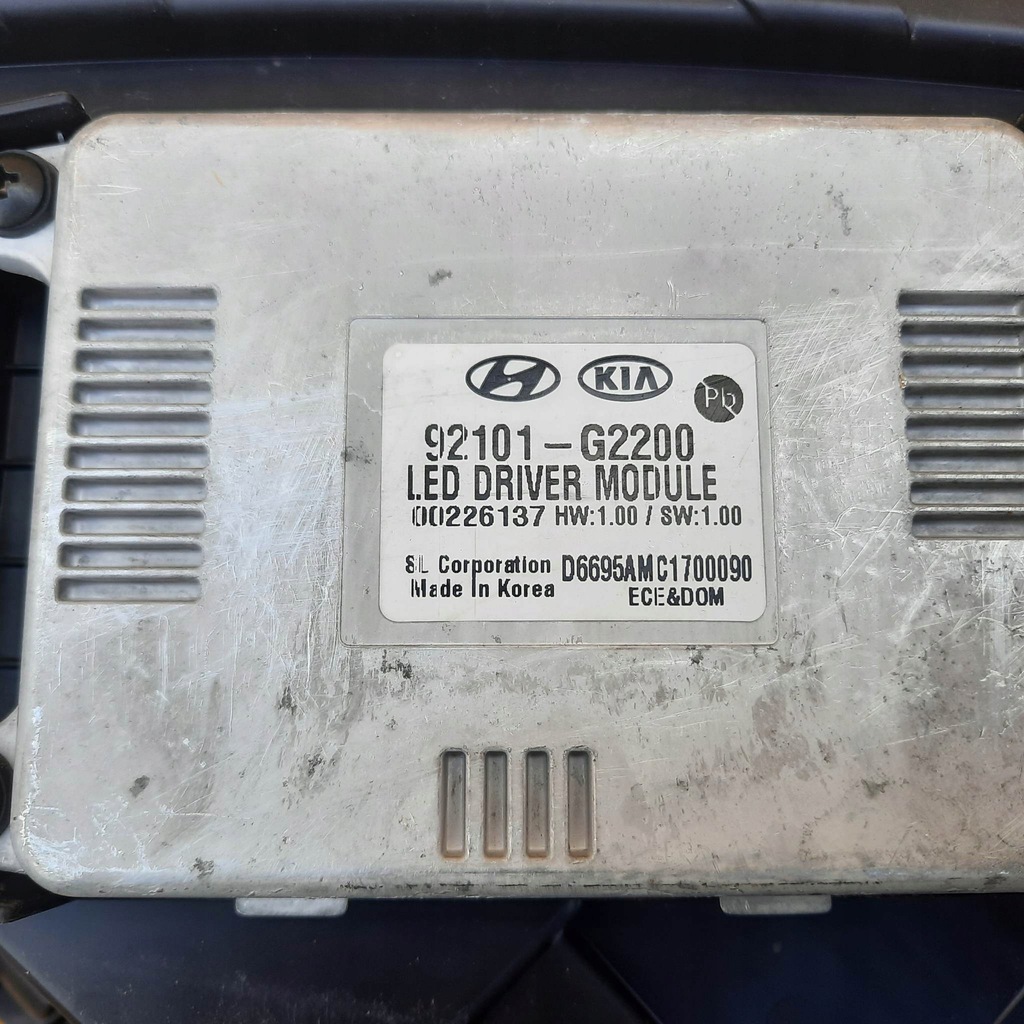 KIA
Pb
92101-G2200
LED DRIVER MODULE
00226137 HW:1.00 / SW:1.00
SL Corporation D6695AMC1700090
Made In Korea ECE&DOM